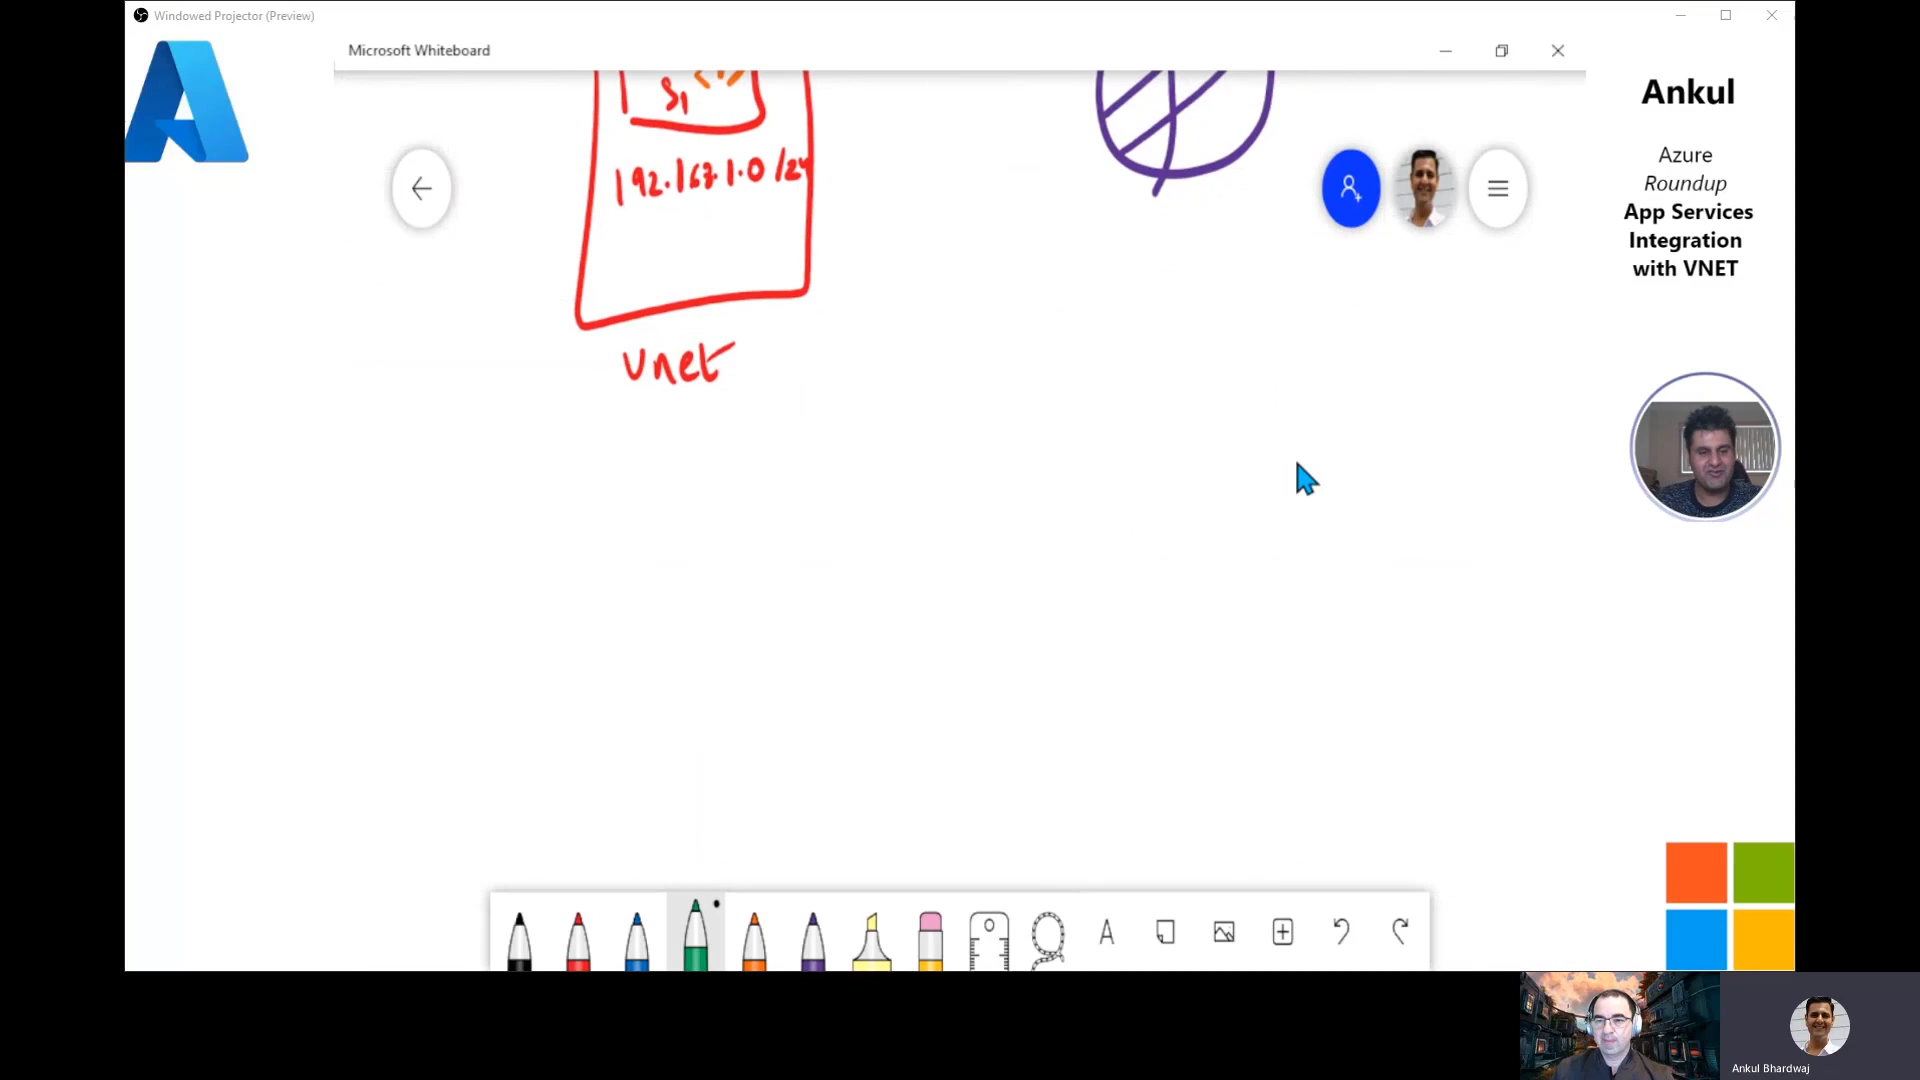 Windowed Projector (Preview)
Microsoft Whiteboard
Ankul
Azure
Roundup
App Services
Integration
with VNET
S1
192.168.1.0/24
Vnet
A
Ankul Bhardwaj